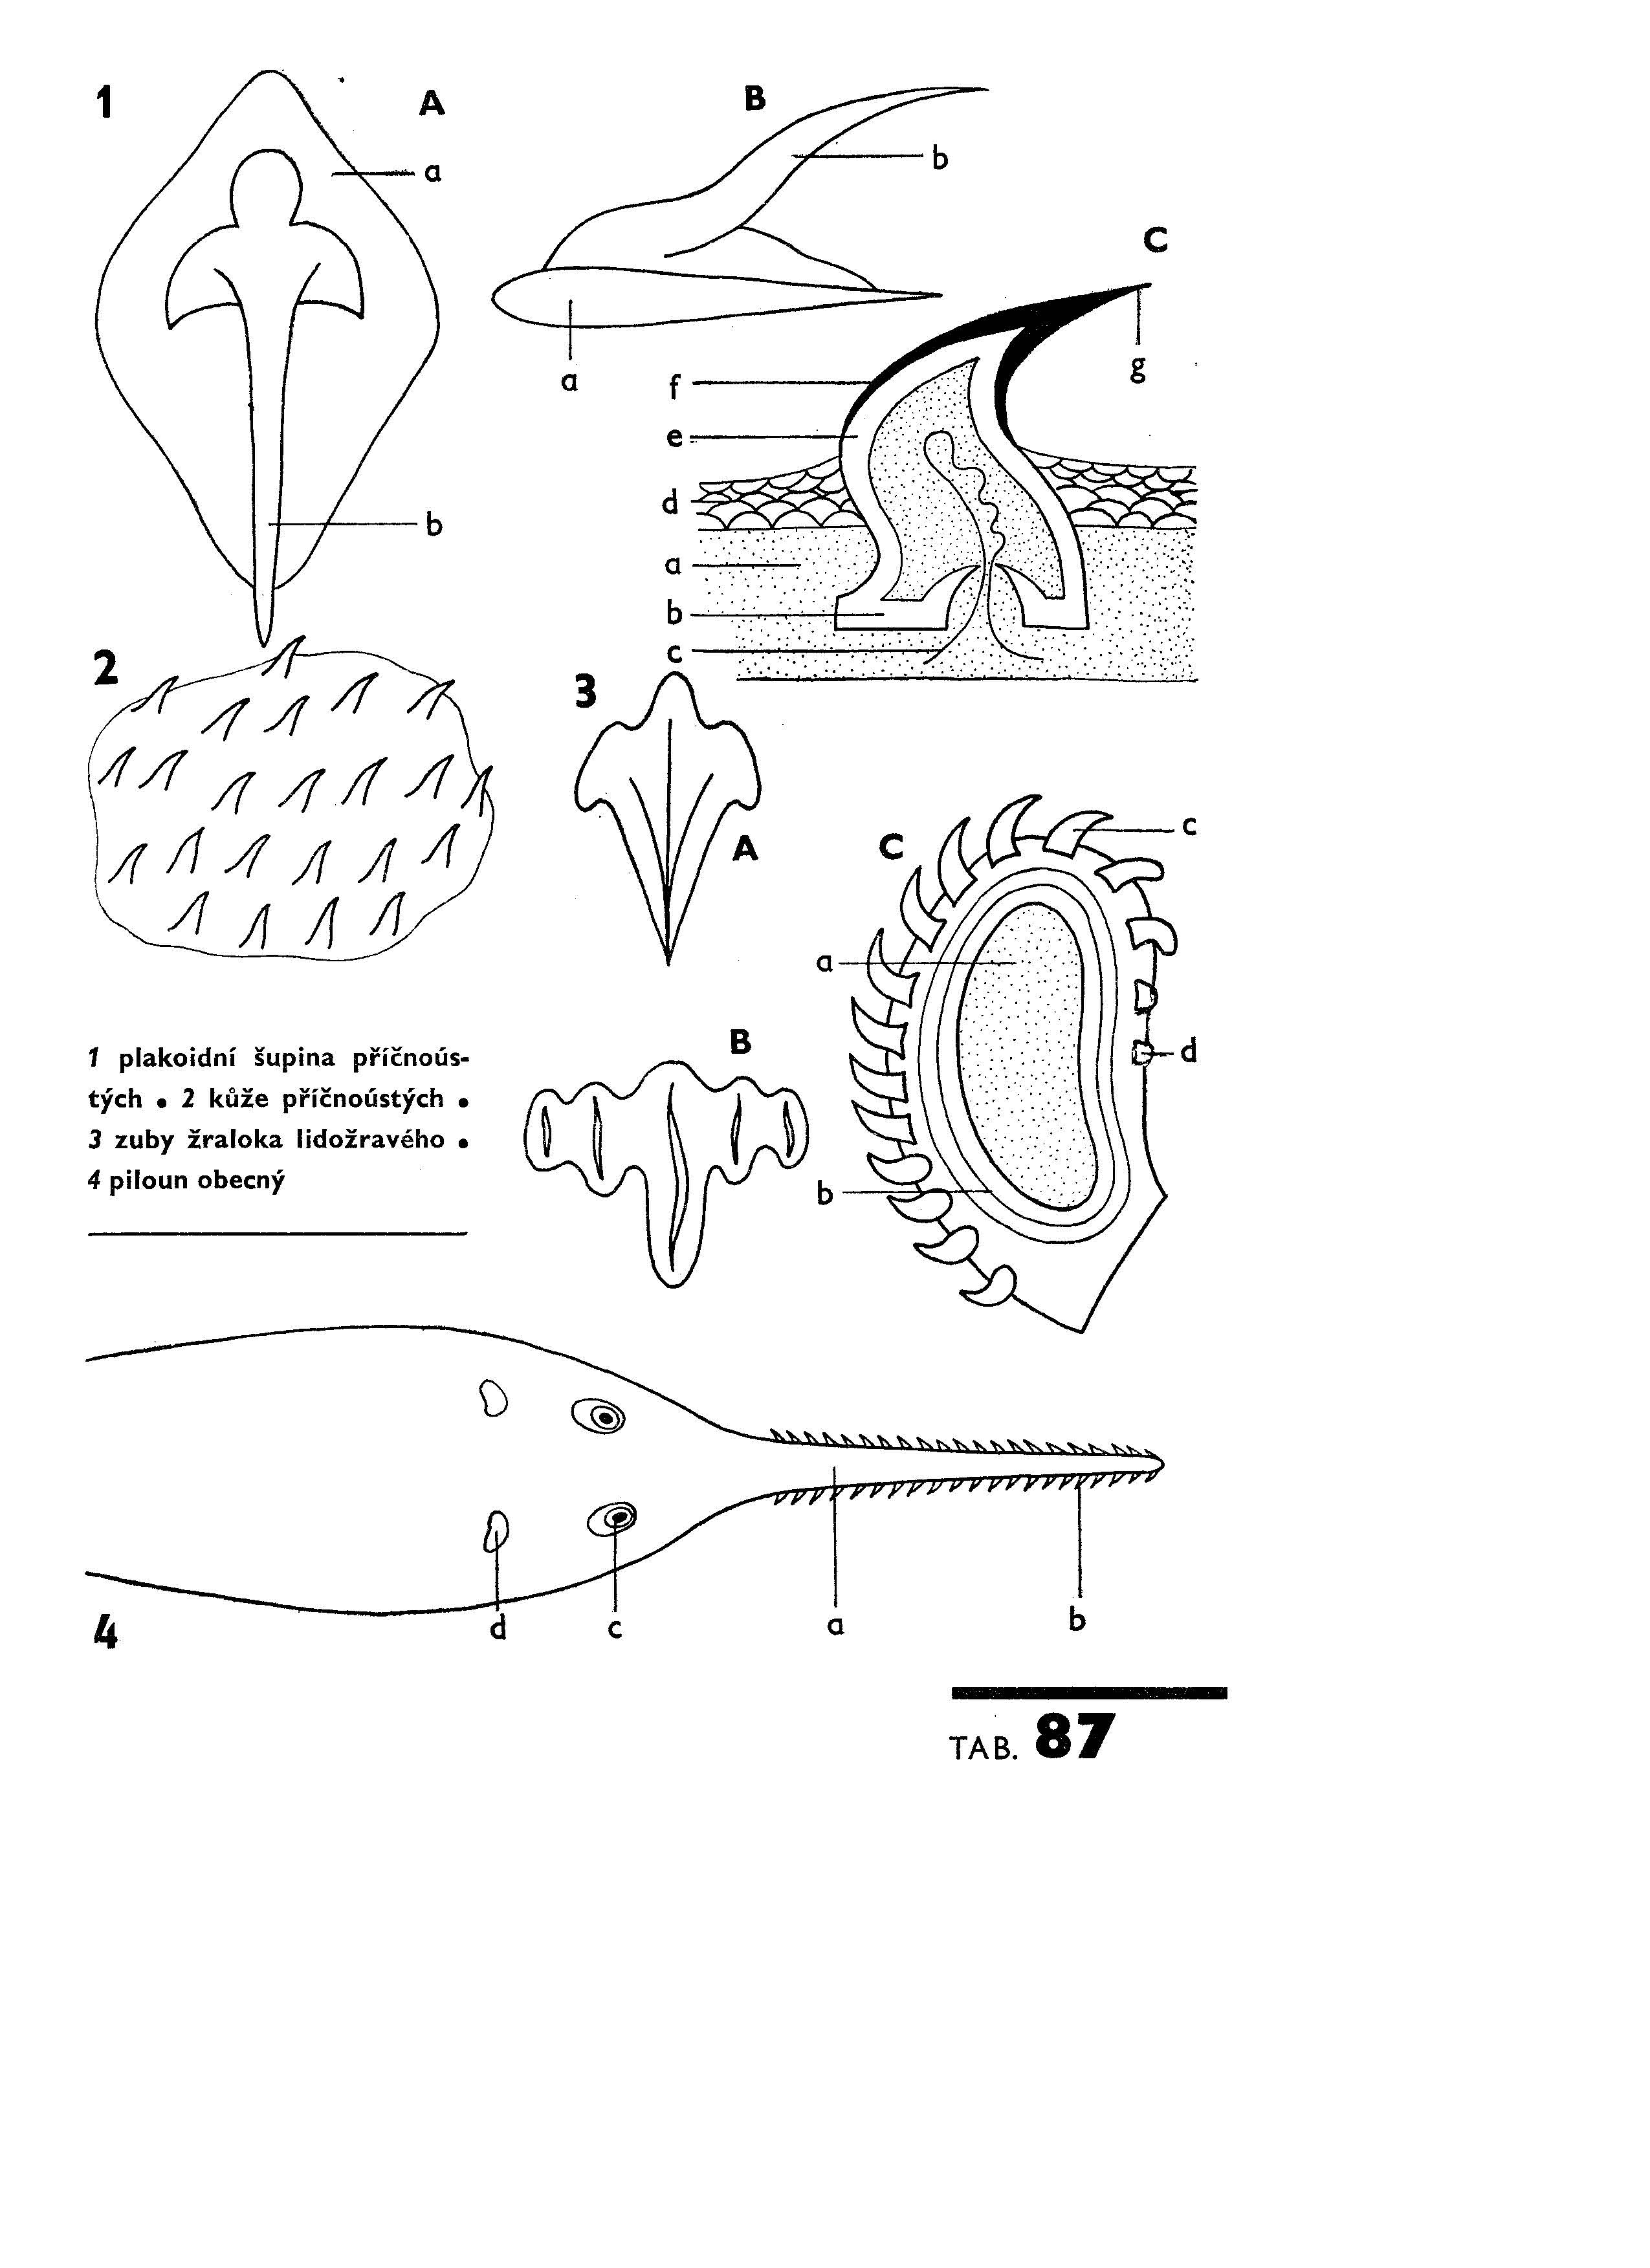 1
A
a
b
B
b
a
C
g
f
e
d
a
b
c
2
3
A
B
C
c
a
d
b
1 plakoidní šupina příčnoús-
tých • 2 kůže příčnoústých •
3 zuby žraloka lidožravého •
4 piloun obecný
4
d
c
a
b
TAB. 87